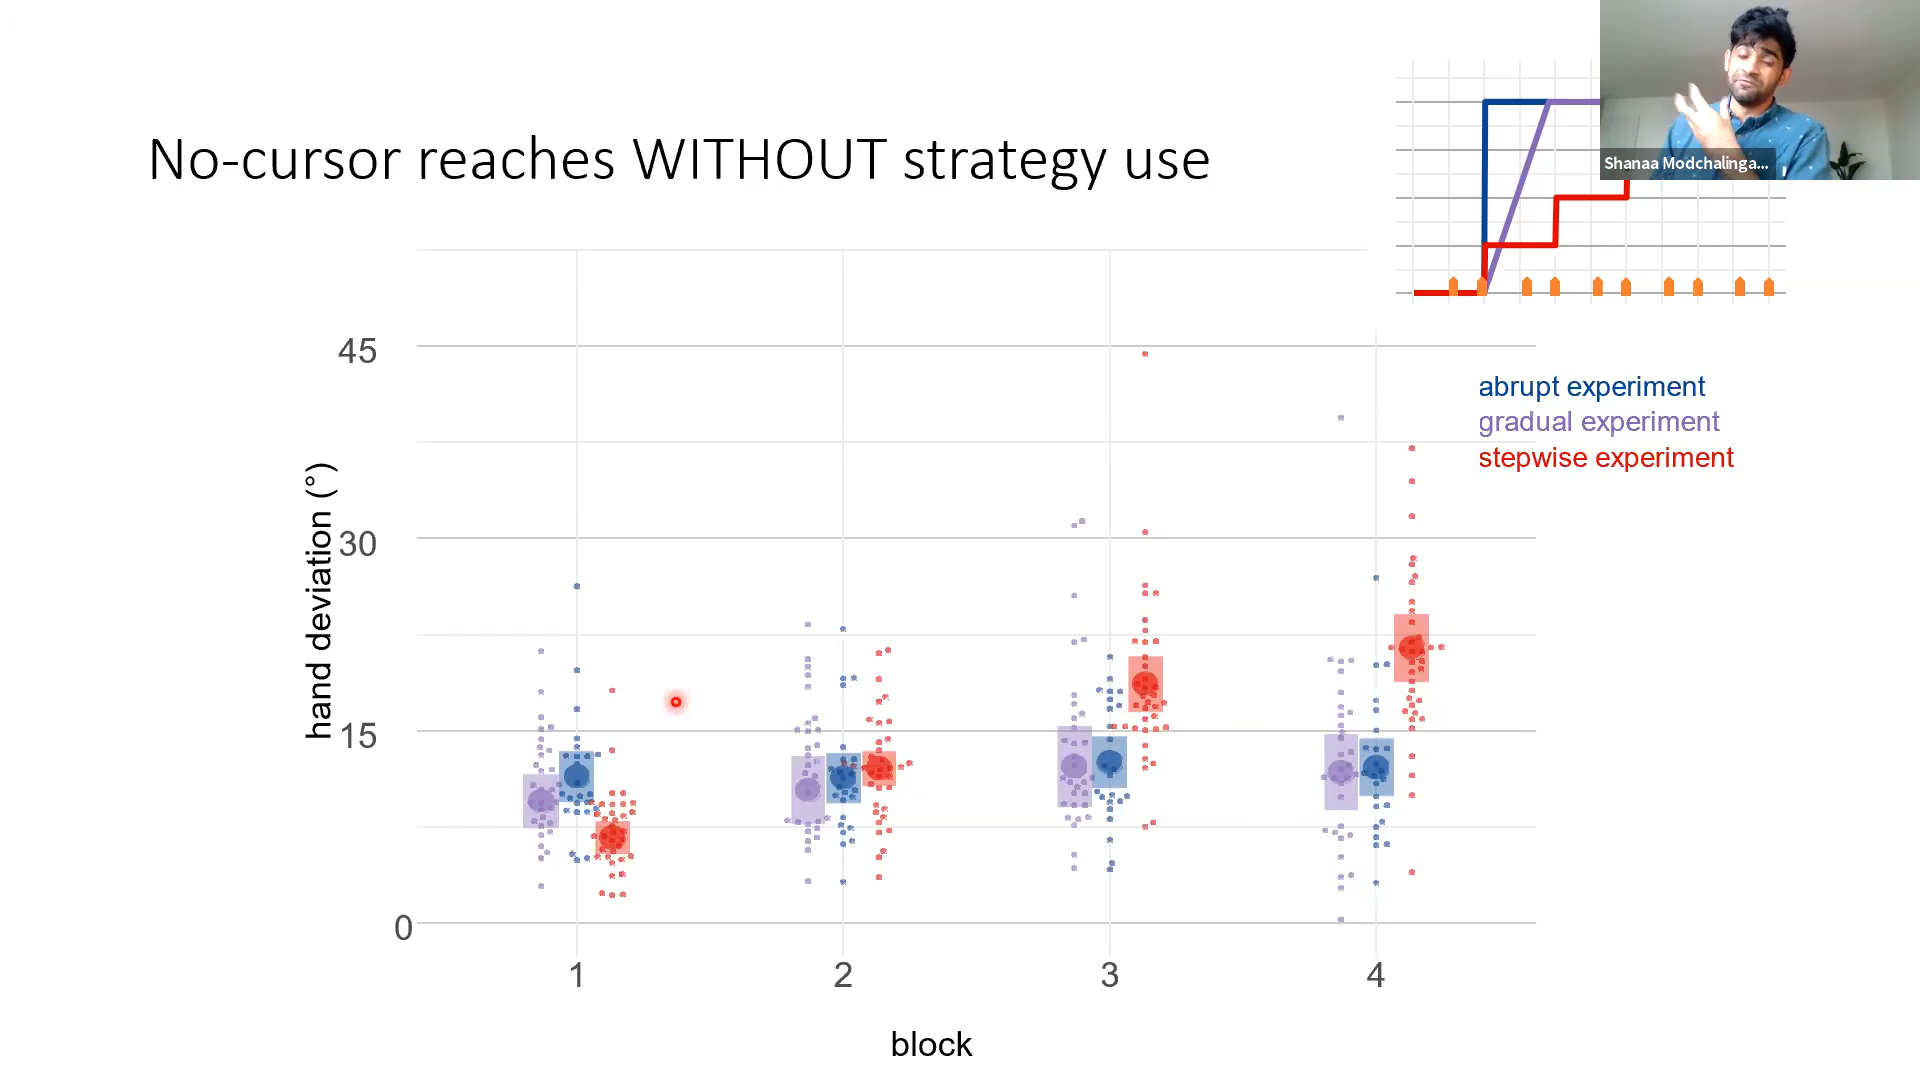 No-cursor reaches WITHOUT strategy use
Shanaa Modchalinga...
abrupt experiment
gradual experiment
stepwise experiment
hand deviation (°)
45
30
15
0
1 2 3 4
block